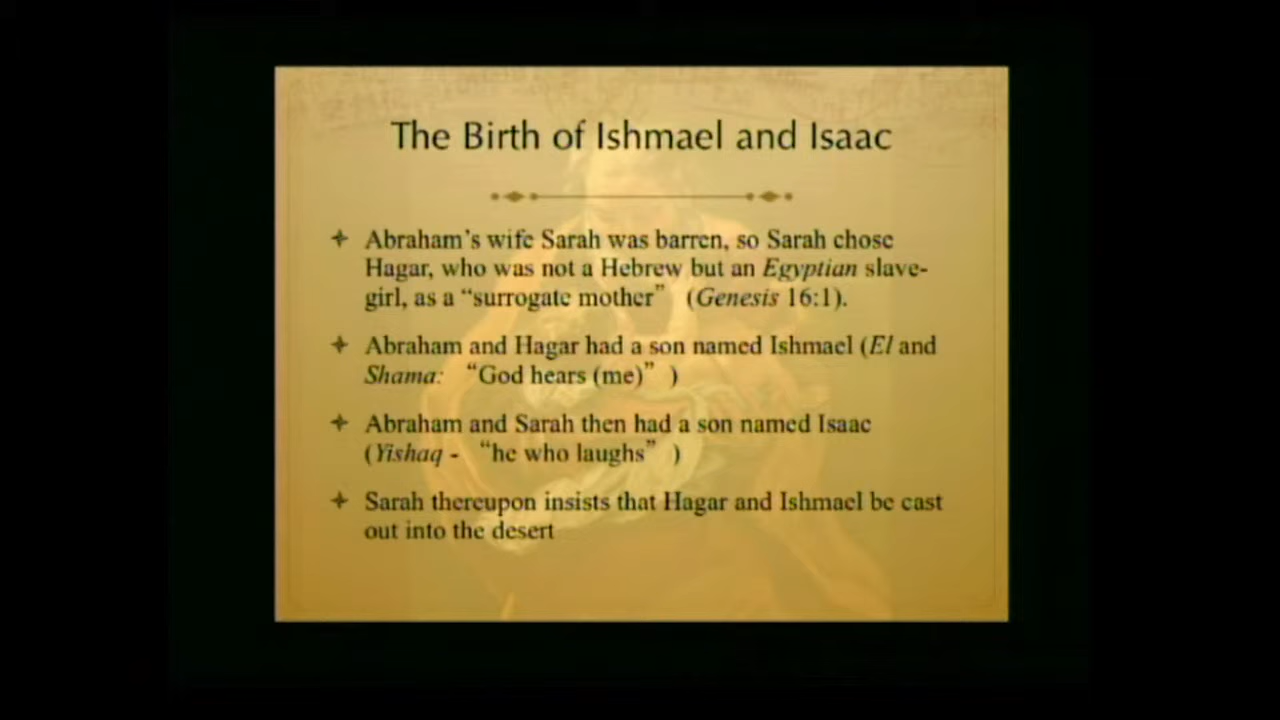 The Birth of Ishmael and Isaac
Abraham’s wife Sarah was barren, so Sarah chose
Hagar, who was not a Hebrew but an Egyptian slave-
girl, as a “surrogate mother” (Genesis 16:1).
Abraham and Hagar had a son named Ishmael (El and
Shama: “God hears (me)” )
Abraham and Sarah then had a son named Isaac
(Yishaq - “he who laughs” )
Sarah thereupon insists that Hagar and Ishmael be cast
out into the desert